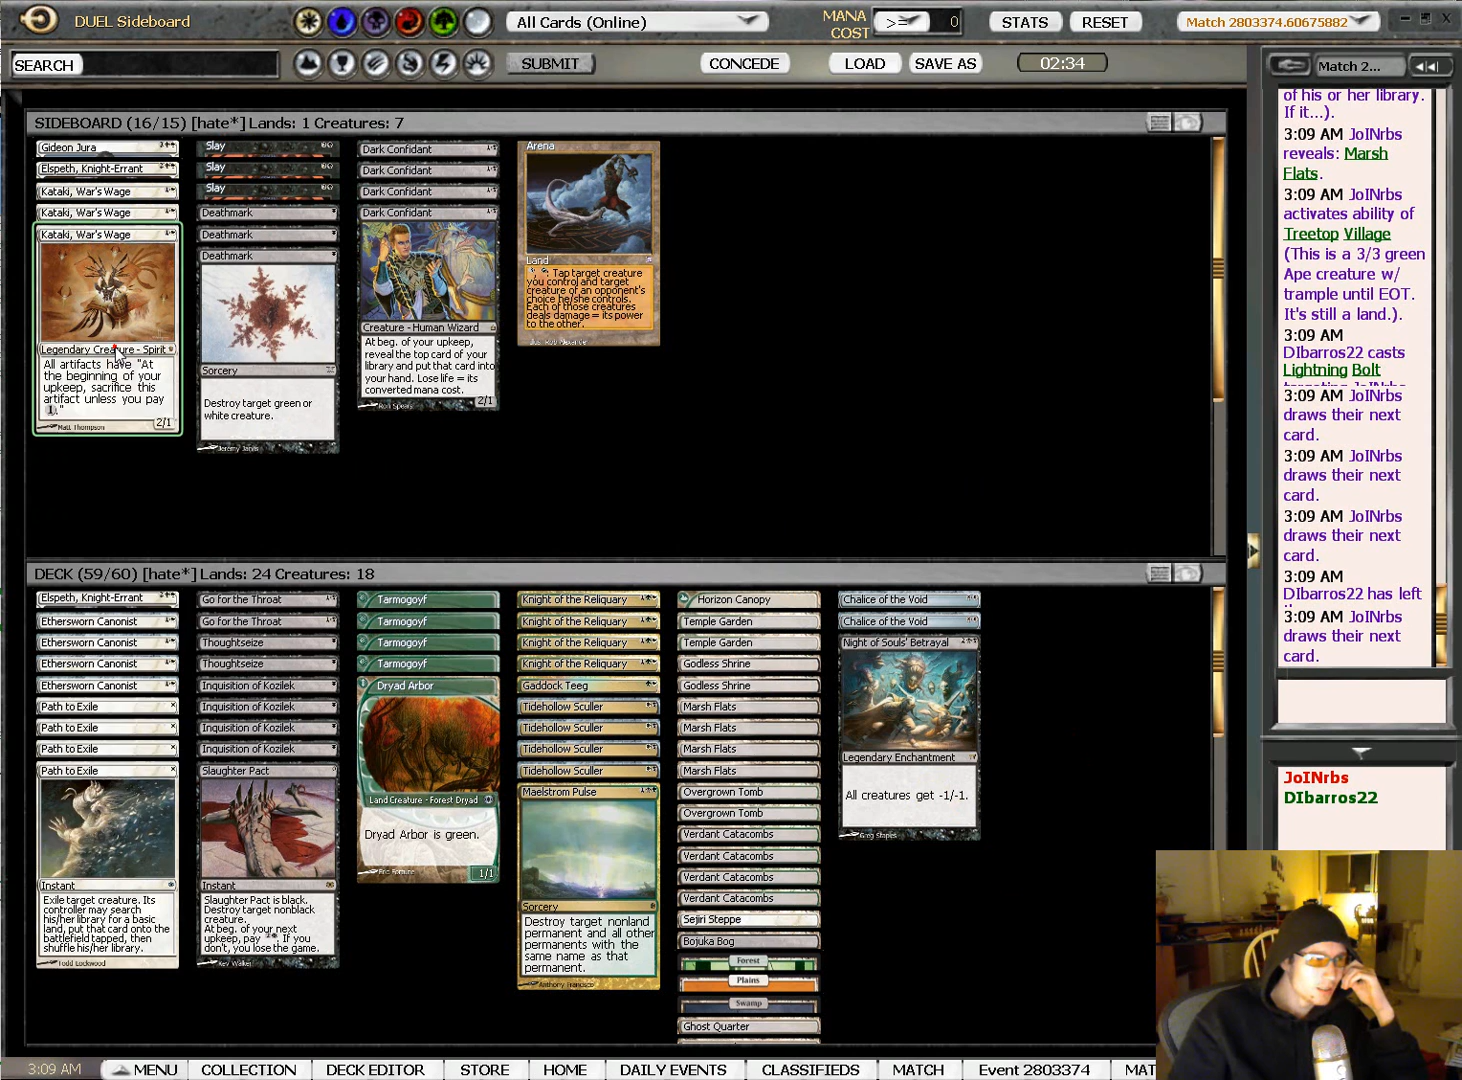 DUEL Sideboard
All Cards (Online)
MANA COST
>=
0
STATS
RESET
Match 2803374.60675882
SEARCH
SUBMIT
CONCEDE
LOAD
SAVE AS
02:34
Match 2...
SIDEBOARD (16/15) [hate*] Lands: 1 Creatures: 7
Gideon Jura
Elspeth, Knight-Errant
Kataki, War's Wage
Kataki, War's Wage
Kataki, War's Wage
Legendary Creature - Spirit
All artifacts have "At
the beginning of your
upkeep, sacrifice this
artifact unless you pay
1."
2/1
Matt Thompson
Slay
Slay
Slay
Deathmark
Deathmark
Deathmark
Sorcery
Destroy target green or
white creature.
Jeremy Jarvis
Dark Confidant
Dark Confidant
Dark Confidant
Dark Confidant
Creature - Human Wizard
At beg. of your upkeep,
reveal the top card of your
library and put that card into
your hand. Lose life = its
converted mana cost.
2/1
Ron Spears
Arena
Land
: Tap target creature
you control and target
creature of an opponent's
choice he/she controls.
Each of those creatures
deals damage = its power
to the other.
Illus. Rob Alexander
DECK (59/60) [hate*] Lands: 24 Creatures: 18
Elspeth, Knight-Errant
Ethersworn Canonist
Ethersworn Canonist
Ethersworn Canonist
Ethersworn Canonist
Path to Exile
Path to Exile
Path to Exile
Path to Exile
Instant
Exile target creature. Its
controller may search
his/her library for a basic
land, put that card onto the
battlefield tapped, then
shuffle his/her library.
Todd Lockwood
Go for the Throat
Go for the Throat
Thoughtseize
Thoughtseize
Inquisition of Kozilek
Inquisition of Kozilek
Inquisition of Kozilek
Inquisition of Kozilek
Slaughter Pact
Instant
Slaughter Pact is black.
Destroy target nonblack
creature.
At beg. of your next
upkeep, pay . If you
don't, you lose the game.
Kev Walker
Tarmogoyf
Tarmogoyf
Tarmogoyf
Tarmogoyf
Dryad Arbor
Land Creature - Forest Dryad
Dryad Arbor is green.
Eric Fortune
1/1
Knight of the Reliquary
Knight of the Reliquary
Knight of the Reliquary
Knight of the Reliquary
Gaddock Teeg
Tidehollow Sculler
Tidehollow Sculler
Tidehollow Sculler
Tidehollow Sculler
Maelstrom Pulse
Sorcery
Destroy target nonland
permanent and all other
permanents with the
same name as that
permanent.
Anthony Francisco
Horizon Canopy
Temple Garden
Temple Garden
Godless Shrine
Godless Shrine
Marsh Flats
Marsh Flats
Marsh Flats
Marsh Flats
Overgrown Tomb
Overgrown Tomb
Verdant Catacombs
Verdant Catacombs
Verdant Catacombs
Verdant Catacombs
Sejiri Steppe
Bojuka Bog
Forest
Plains
Swamp
Ghost Quarter
Chalice of the Void
Chalice of the Void
Night of Souls' Betrayal
Legendary Enchantment
All creatures get -1/-1.
Greg Staples
of his or her library.
If it...).
3:09 AM JoINrbs
reveals: Marsh
Flats.
3:09 AM JoINrbs
activates ability of
Treetop Village
(This is a 3/3 green
Ape creature w/
trample until EOT.
It's still a land.).
3:09 AM
DIbarros22 casts
Lightning Bolt
targeting JoINrbs
3:09 AM JoINrbs
draws their next
card.
3:09 AM JoINrbs
draws their next
card.
3:09 AM JoINrbs
draws their next
card.
3:09 AM
DIbarros22 has left
3:09 AM JoINrbs
draws their next
card.
JoINrbs
DIbarros22
3:09 AM
MENU
COLLECTION
DECK EDITOR
STORE
HOME
DAILY EVENTS
CLASSIFIEDS
MATCH
Event 2803374
MAT